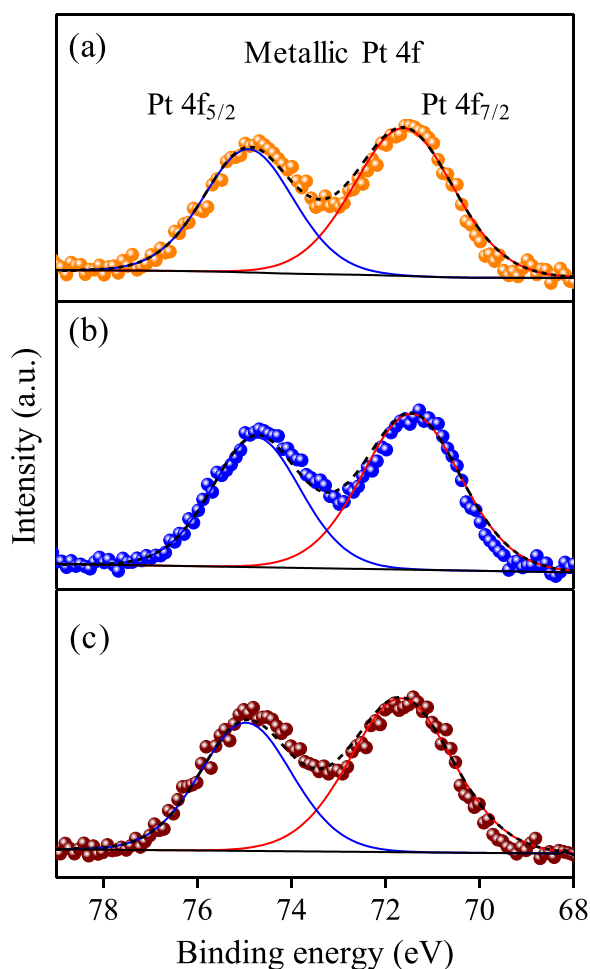 (a)
Metallic Pt 4f
Pt 4f5/2
Pt 4f7/2
(b)
(c)
Intensity (a.u.)
78 76 74 72 70 68
Binding energy (eV)